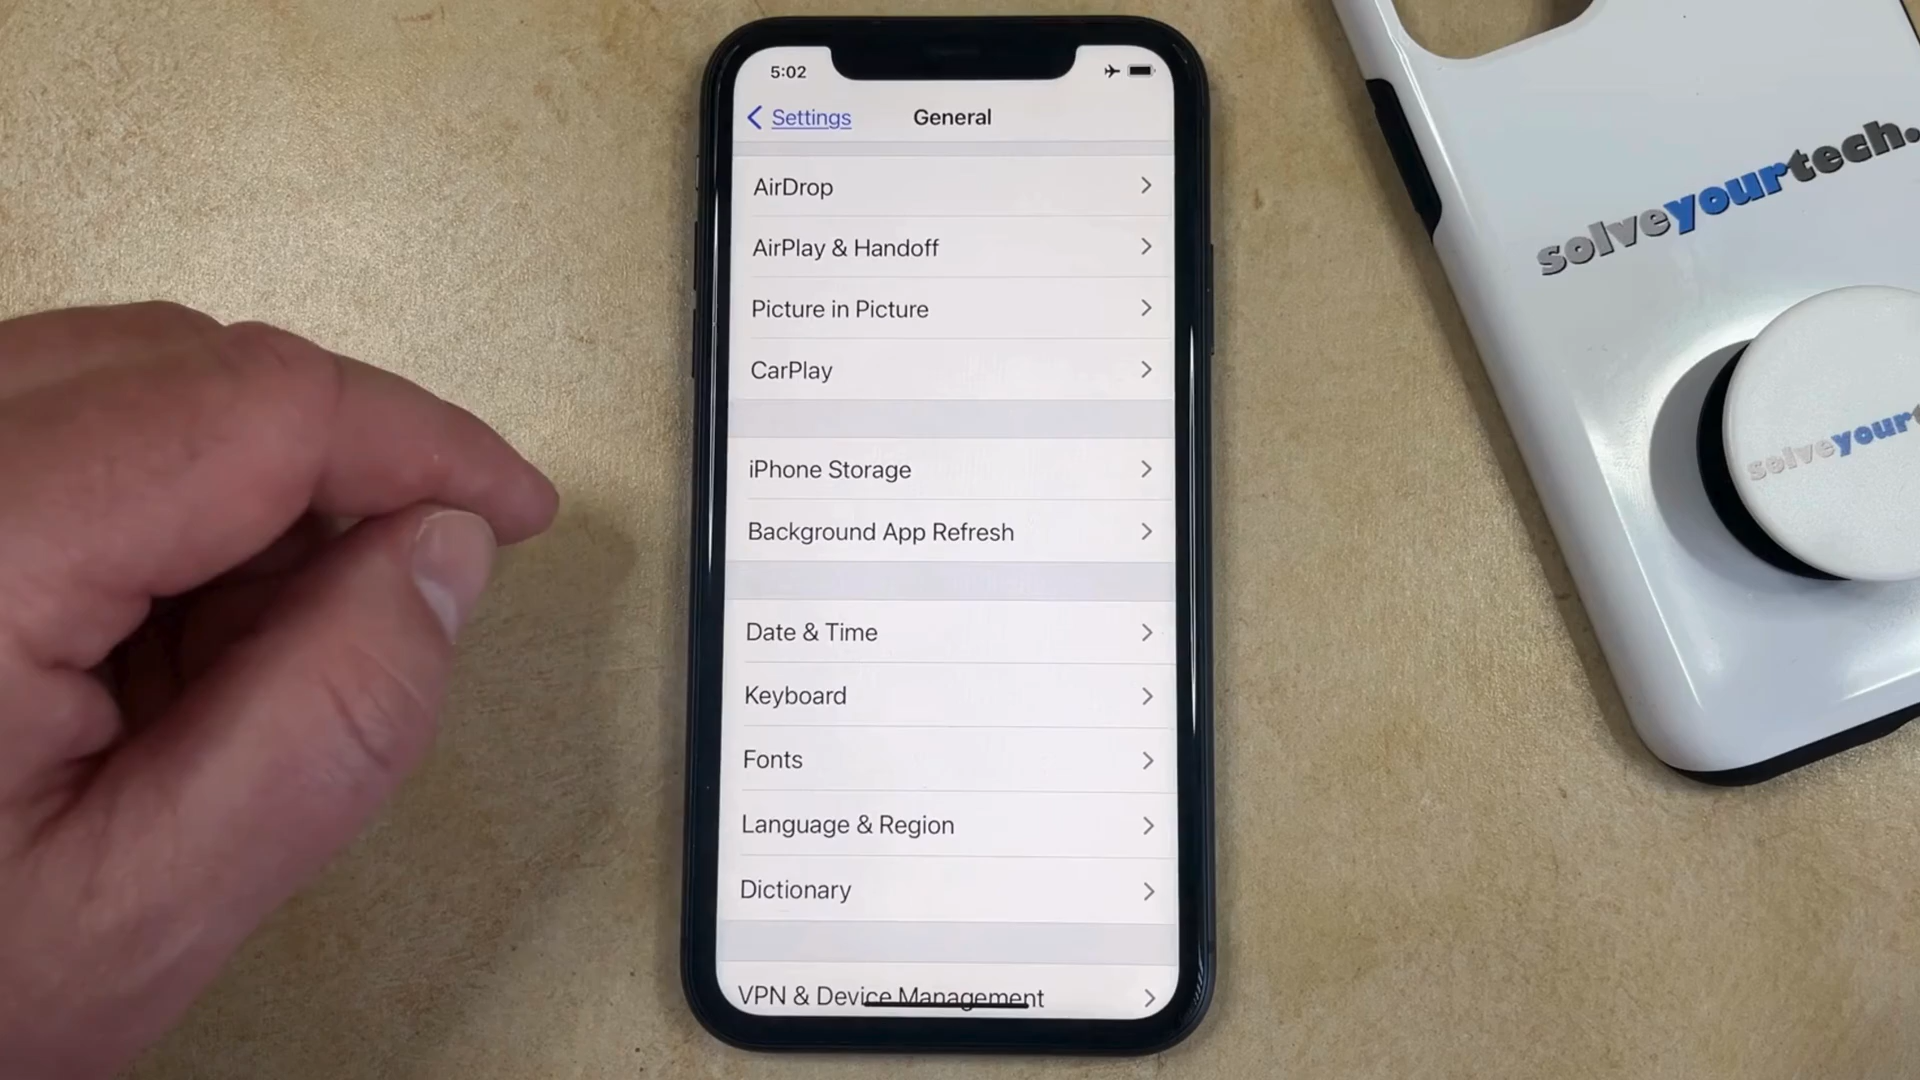 5:02
Settings
General
AirDrop
AirPlay & Handoff
Picture in Picture
CarPlay
iPhone Storage
Background App Refresh
Date & Time
Keyboard
Fonts
Language & Region
Dictionary
VPN & Device Management
solveyourtech.
solveyour